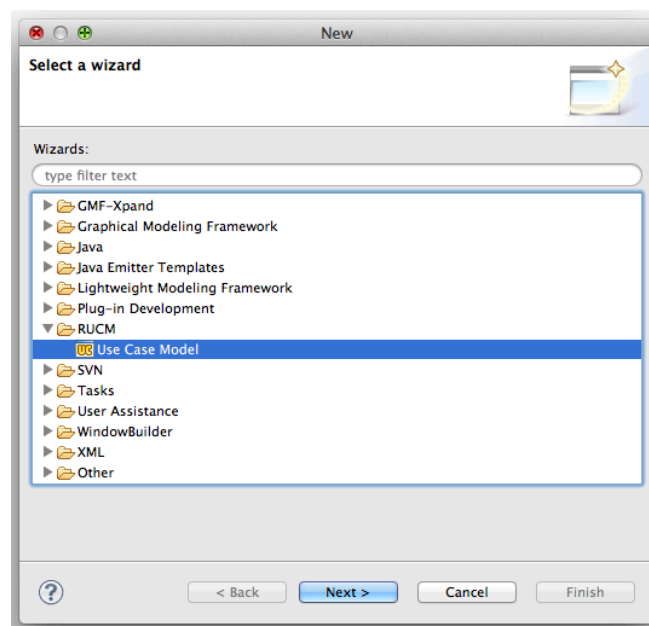 New
Select a wizard
Wizards:
type filter text
GMF-Xpand
Graphical Modeling Framework
Java
Java Emitter Templates
Lightweight Modeling Framework
Plug-in Development
RUCM
UC Use Case Model
SVN
Tasks
User Assistance
WindowBuilder
XML
Other
? < Back Next > Cancel Finish